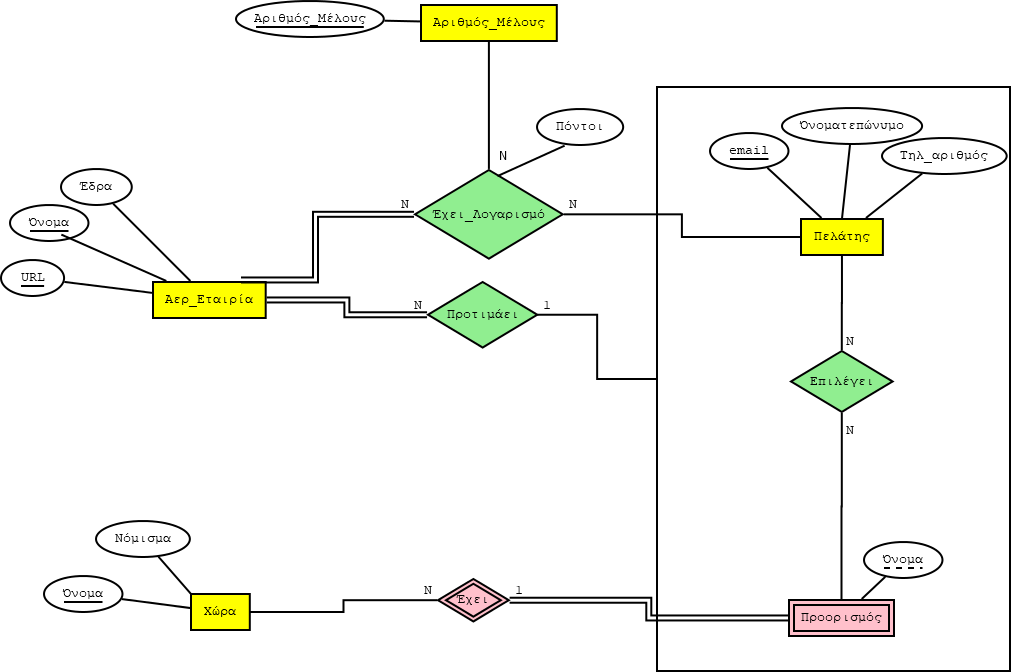 Αριθμός_Μέλους
Αριθμός_Μέλους
Πόντοι
Όνοματεπώνυμο
email
Τηλ_αριθμός
N
Έδρα
N
Έχει_Λογαρισμό
N
Όνομα
Πελάτης
URL
Αερ_Εταιρία
N
Προτιμάει
1
N
Επιλέγει
N
Νόμισμα
Όνομα
Όνομα
N
Έχει
1
Χώρα
Προορισμός